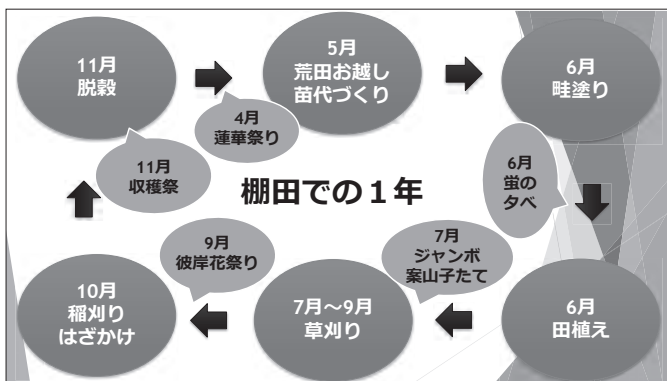 11月
脱穀
5月
荒田お越し
苗代づくり
6月
畦塗り
4月
蓮華祭り
11月
収穫祭
棚田での１年
6月
蛍の
夕べ
9月
彼岸花祭り
7月
ジャンボ
案山子たて
10月
稲刈り
はざかけ
7月～9月
草刈り
6月
田植え